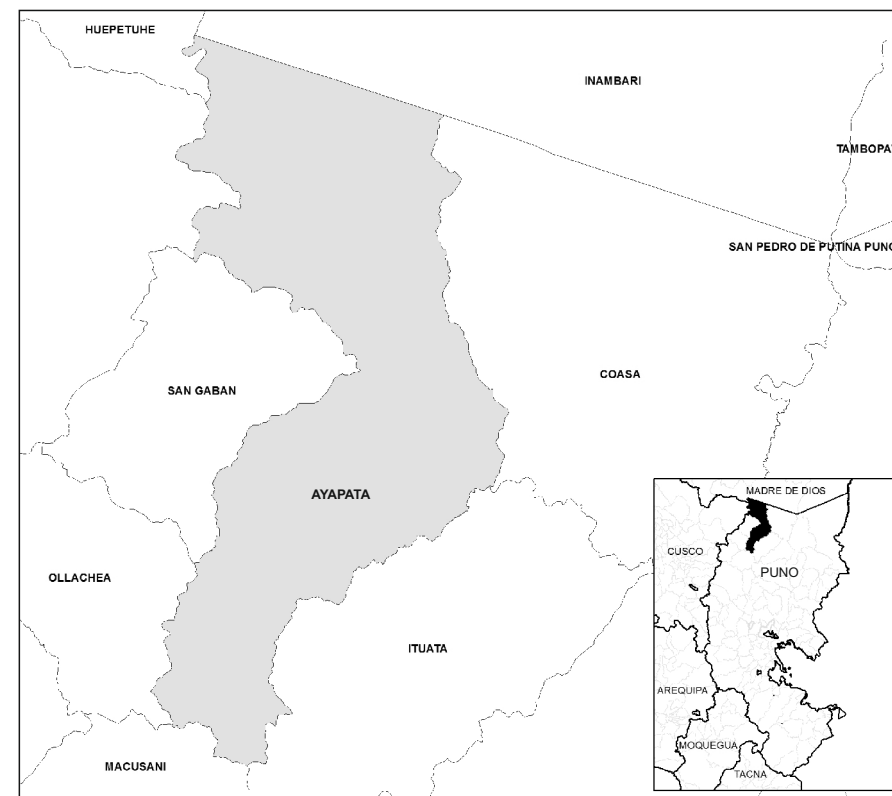 HUEPETUHE
INAMBARI
TAMBOPA
SAN PEDRO DE PUTINA PUNC
COASA
SAN GABAN
AYAPATA
OLLACHEA
ITUATA
MACUSANI
MADRE DE DIOS
CUSCO
PUNO
AREQUIPA
MOQUEGUA
TACNA